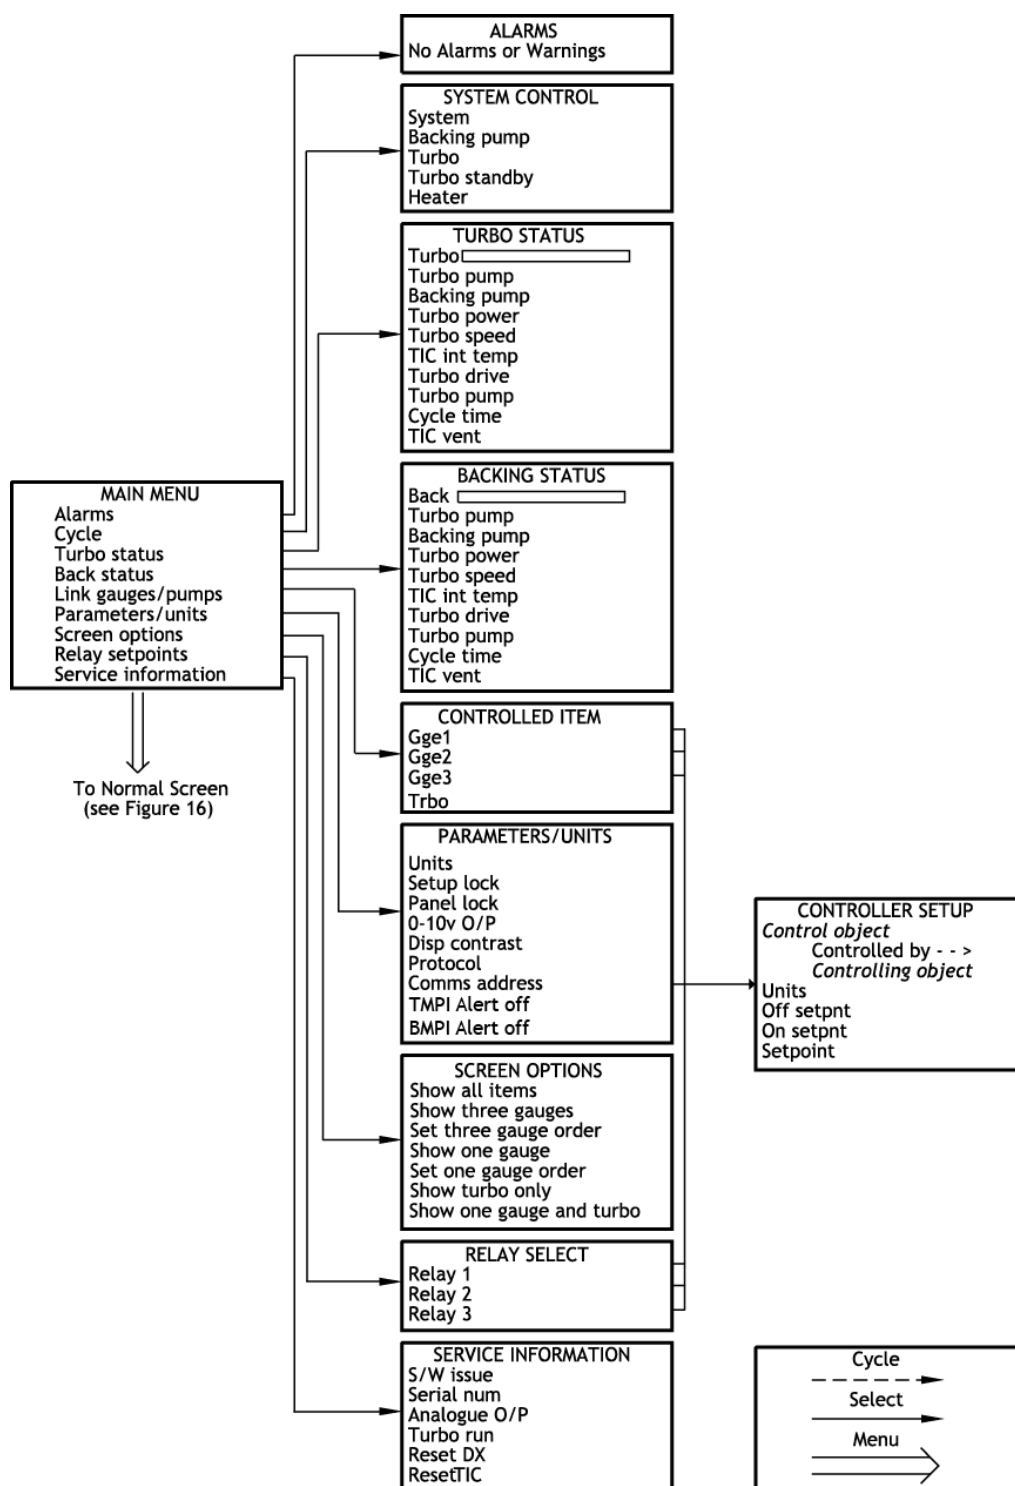 ALARMS
No Alarms or Warnings
SYSTEM CONTROL
System
Backing pump
Turbo
Turbo standby
Heater
TURBO STATUS
Turbo
Turbo pump
Backing pump
Turbo power
Turbo speed
TIC int temp
Turbo drive
Turbo pump
Cycle time
TIC vent
MAIN MENU
Alarms
Cycle
Turbo status
Back status
Link gauges/pumps
Parameters/units
Screen options
Relay setpoints
Service information
To Normal Screen
(see Figure 16)
BACKING STATUS
Back
Turbo pump
Backing pump
Turbo power
Turbo speed
TIC int temp
Turbo drive
Turbo pump
Cycle time
TIC vent
CONTROLLED ITEM
Gge1
Gge2
Gge3
Trbo
PARAMETERS/UNITS
Units
Setup lock
Panel lock
0-10v O/P
Disp contrast
Protocol
Comms address
TMPI Alert off
BMPI Alert off
CONTROLLER SETUP
Control object
Controlled by - - >
Controlling object
Units
Off setpnt
On setpnt
Setpoint
SCREEN OPTIONS
Show all items
Show three gauges
Set three gauge order
Show one gauge
Set one gauge order
Show turbo only
Show one gauge and turbo
RELAY SELECT
Relay 1
Relay 2
Relay 3
SERVICE INFORMATION
S/W issue
Serial num
Analogue O/P
Turbo run
Reset DX
ResetTIC
Cycle
Select
Menu